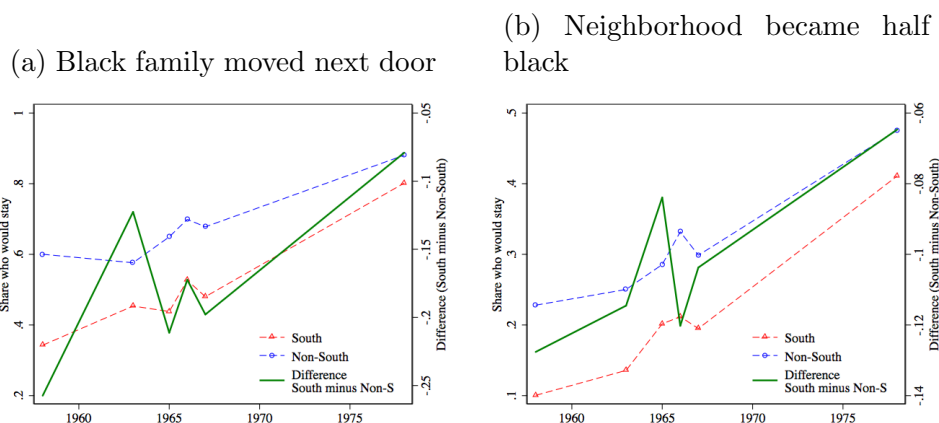 (a) Black family moved next door
(b) Neighborhood became half
black
Share who would stay
.2 .4 .6 .8 1
Difference (South minus Non-South)
-.25 -.2 -.15 -.1 -.05
South
Non-South
Difference
South minus Non-S
1960 1965 1970 1975
Share who would stay
.1 .2 .3 .4 .5
Difference (South minus Non-South)
-.14 -.12 -.1 -.08 -.06
South
Non-South
Difference
South minus Non-S
1960 1965 1970 1975